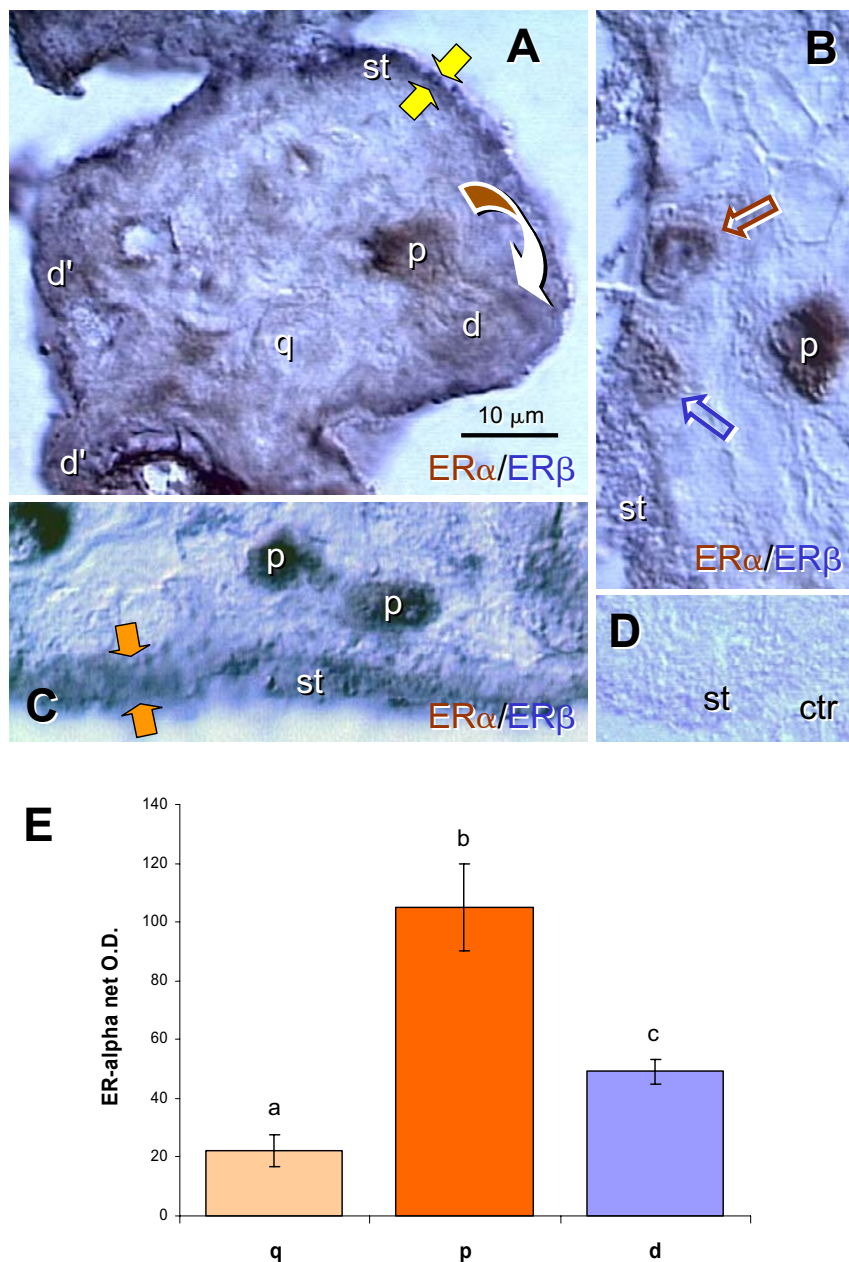 A
st
p
d'
q
d
d'
10 μm
ERα/ERβ
B
p
st
ERα/ERβ
p
p
st
C
ERα/ERβ
D
st
ctr
E
140
120
100
80
60
40
20
0
ER-alpha net O.D.
a
b
c
q
p
d